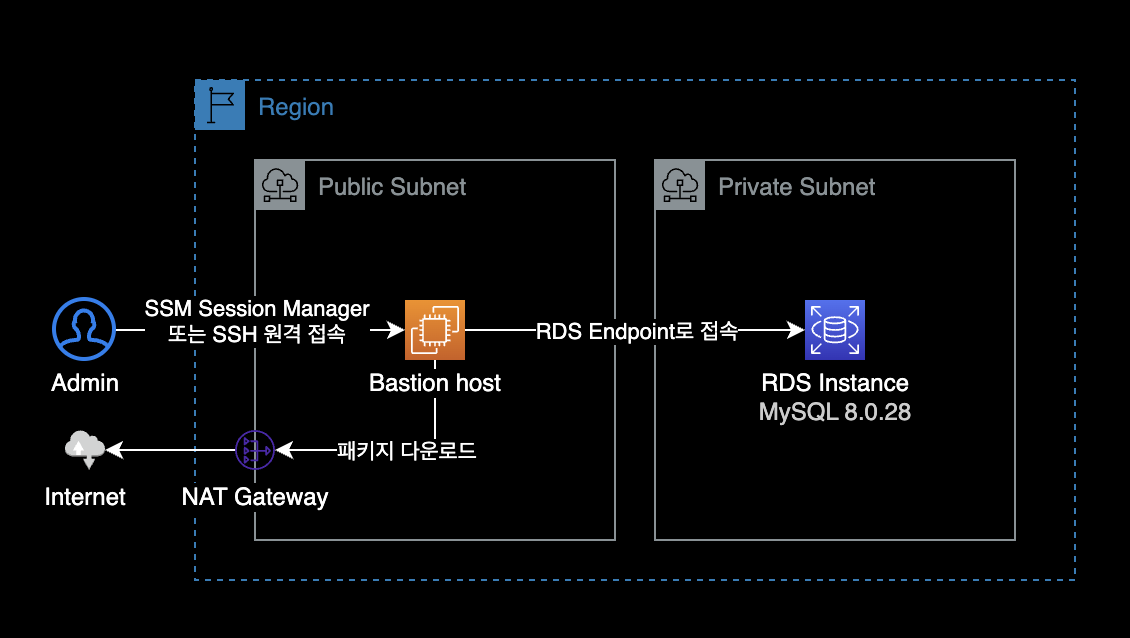 Region
Public Subnet
Private Subnet
SSM Session Manager
또는 SSH 원격 접속
RDS Endpoint로 접속
Admin
Bastion host
RDS Instance
MySQL 8.0.28
패키지 다운로드
Internet
NAT Gateway